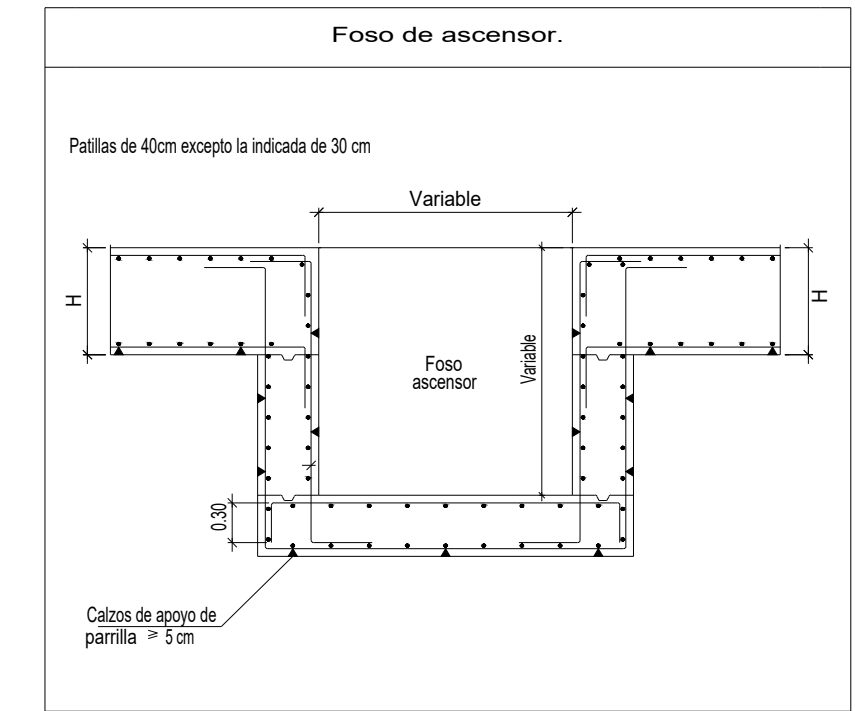 Foso de ascensor.
Patillas de 40cm excepto la indicada de 30 cm
Variable
H
H
Foso
ascensor
Variable
0.30
Calzos de apoyo de
parrilla ≥ 5 cm